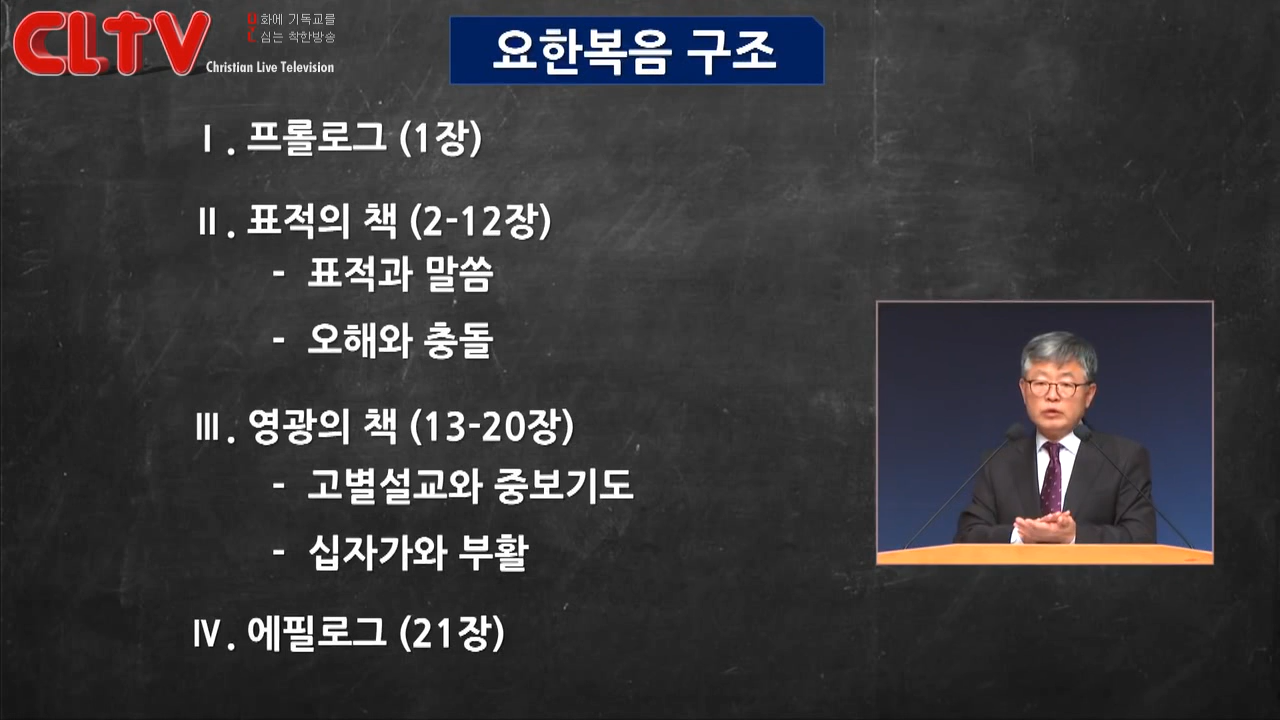 CLTV
문화에 기독교를
심는 착한방송
Christian Live Television
요한복음 구조
Ⅰ. 프롤로그 (1장)
Ⅱ. 표적의 책 (2-12장)
- 표적과 말씀
- 오해와 충돌
Ⅲ. 영광의 책 (13-20장)
- 고별설교와 중보기도
- 십자가와 부활
Ⅳ. 에필로그 (21장)